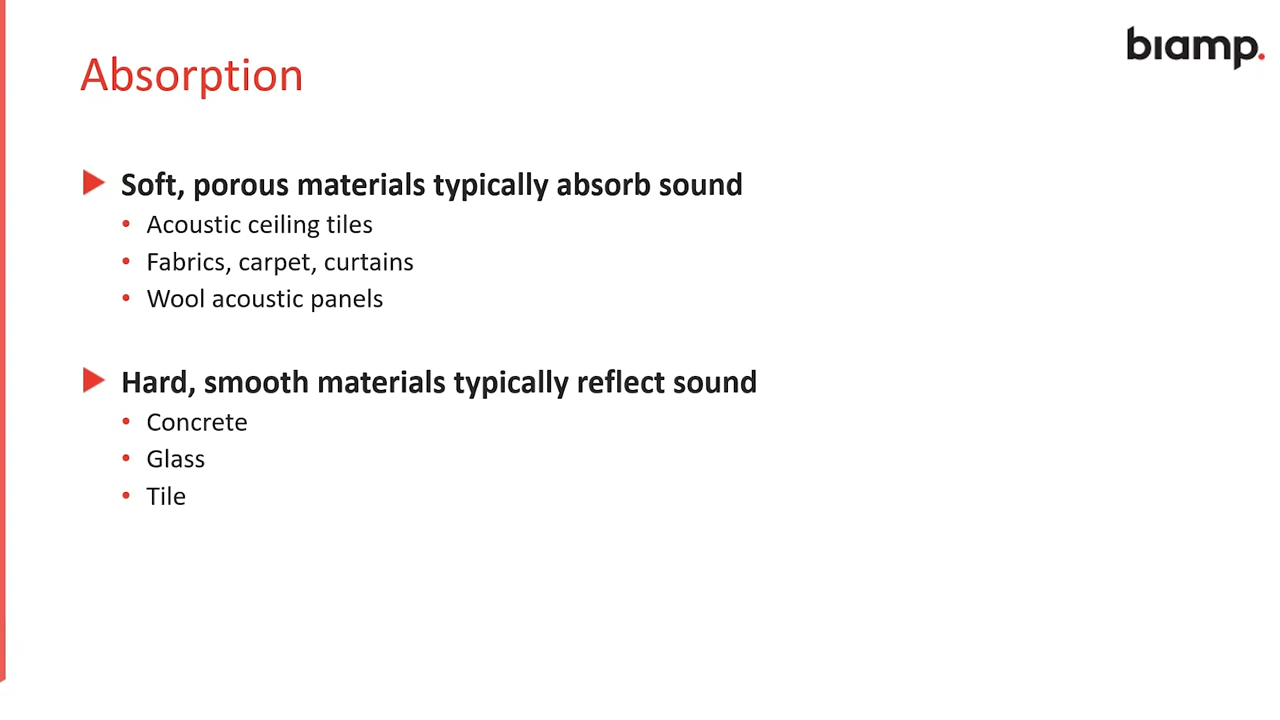 biamp.
Absorption
Soft, porous materials typically absorb sound
• Acoustic ceiling tiles
• Fabrics, carpet, curtains
• Wool acoustic panels
Hard, smooth materials typically reflect sound
• Concrete
• Glass
• Tile